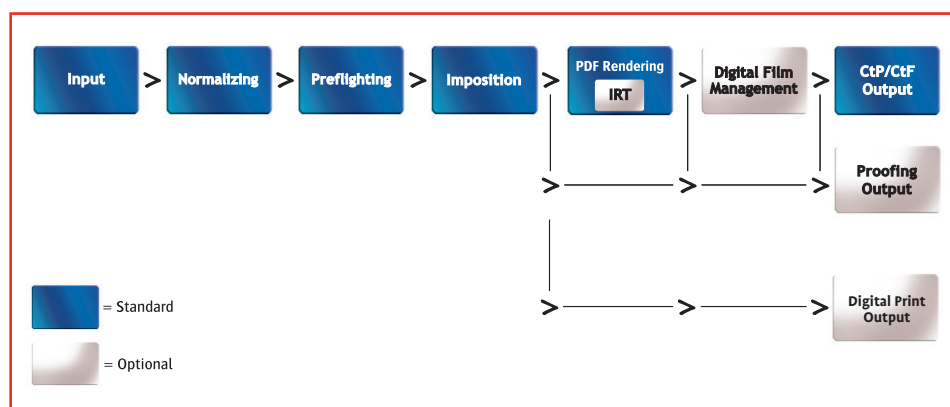 Input
Normalizing
Preflighting
Imposition
PDF Rendering
IRT
Digital Film
Management
CtP/CtF
Output
Proofing
Output
Digital Print
Output
= Standard
= Optional